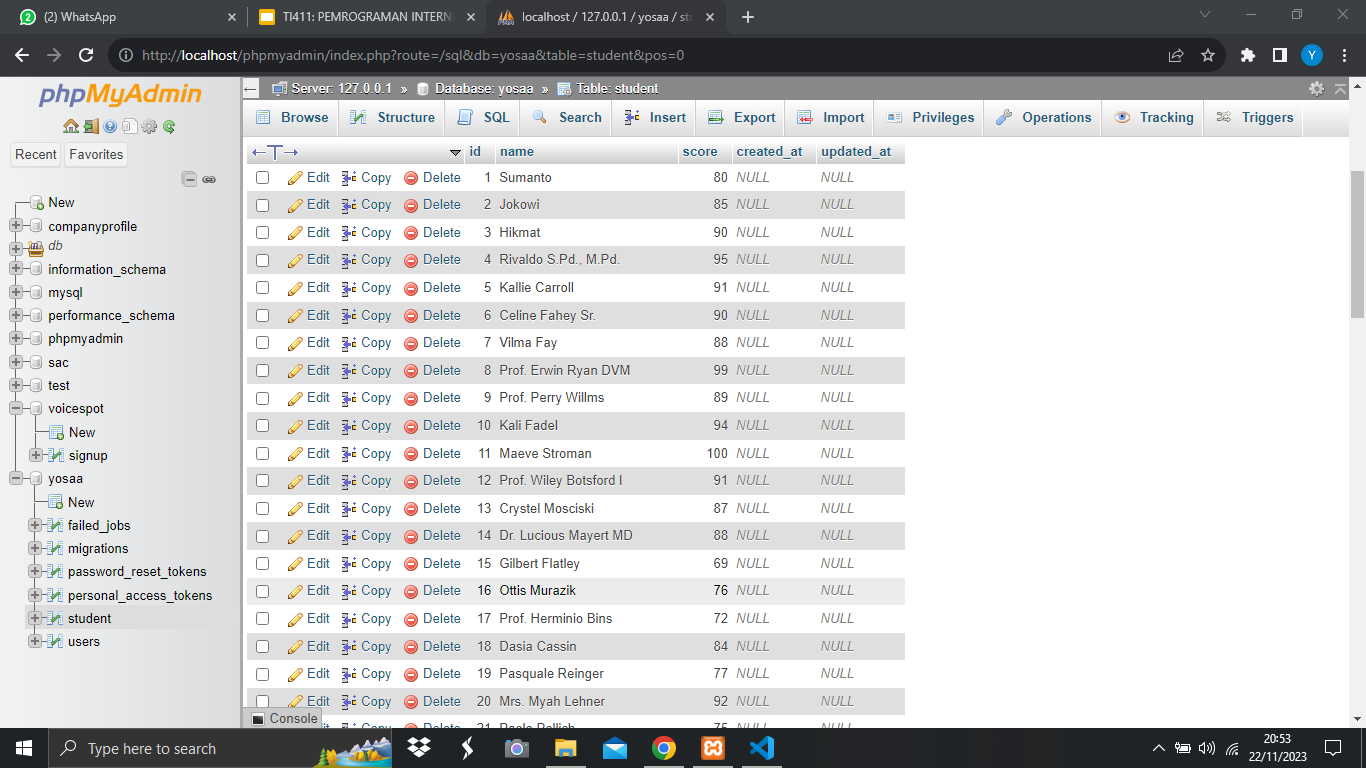 (2) WhatsApp
TI411: PEMROGRAMAN INTERN
localhost / 127.0.0.1 / yosaa / stu
http://localhost/phpmyadmin/index.php?route=/sql&db=yosaa&table=student&pos=0
Y
phpMyAdmin
Recent Favorites
New
companyprofile
db
information_schema
mysql
performance_schema
phpmyadmin
sac
test
voicespot
New
signup
yosaa
New
failed_jobs
migrations
password_reset_tokens
personal_access_tokens
student
users
Server: 127.0.0.1 » Database: yosaa » Table: student
Browse Structure SQL Search Insert Export Import Privileges Operations Tracking Triggers
id name score created_at updated_at
Edit Copy Delete 1 Sumanto 80 NULL NULL
Edit Copy Delete 2 Jokowi 85 NULL NULL
Edit Copy Delete 3 Hikmat 90 NULL NULL
Edit Copy Delete 4 Rivaldo S.Pd., M.Pd. 95 NULL NULL
Edit Copy Delete 5 Kallie Carroll 91 NULL NULL
Edit Copy Delete 6 Celine Fahey Sr. 90 NULL NULL
Edit Copy Delete 7 Vilma Fay 88 NULL NULL
Edit Copy Delete 8 Prof. Erwin Ryan DVM 99 NULL NULL
Edit Copy Delete 9 Prof. Perry Willms 89 NULL NULL
Edit Copy Delete 10 Kali Fadel 94 NULL NULL
Edit Copy Delete 11 Maeve Stroman 100 NULL NULL
Edit Copy Delete 12 Prof. Wiley Botsford I 91 NULL NULL
Edit Copy Delete 13 Crystel Mosciski 87 NULL NULL
Edit Copy Delete 14 Dr. Lucious Mayert MD 88 NULL NULL
Edit Copy Delete 15 Gilbert Flatley 69 NULL NULL
Edit Copy Delete 16 Ottis Murazik 76 NULL NULL
Edit Copy Delete 17 Prof. Herminio Bins 72 NULL NULL
Edit Copy Delete 18 Dasia Cassin 84 NULL NULL
Edit Copy Delete 19 Pasquale Reinger 77 NULL NULL
Edit Copy Delete 20 Mrs. Myah Lehner 92 NULL NULL
Console
Type here to search
20:53
22/11/2023